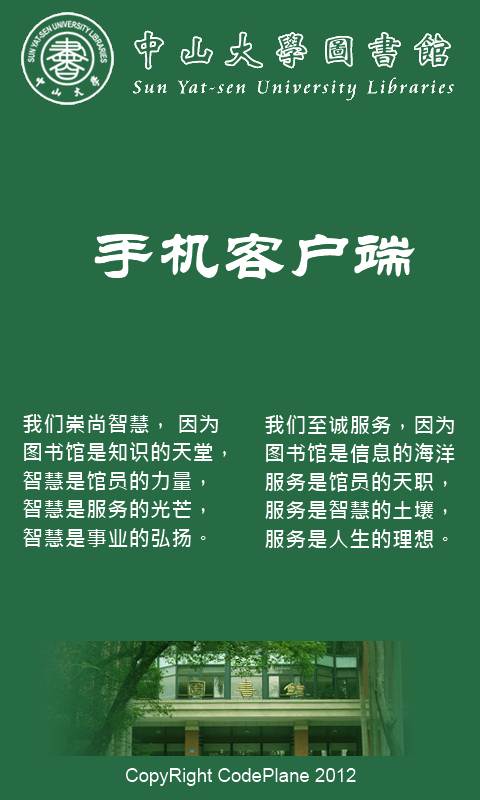 SUN YAT-SEN UNIVERSITY LIBRARIES
書
中山大學
中山大學圖書館
Sun Yat-sen University Libraries
手机客户端
我们崇尚智慧，因为
图书馆是知识的天堂，
智慧是馆员的力量，
智慧是服务的光芒，
智慧是事业的弘扬。
我们至诚服务，因为
图书馆是信息的海洋
服务是馆员的天职，
服务是智慧的土壤，
服务是人生的理想。
圖書館
CopyRight CodePlane 2012